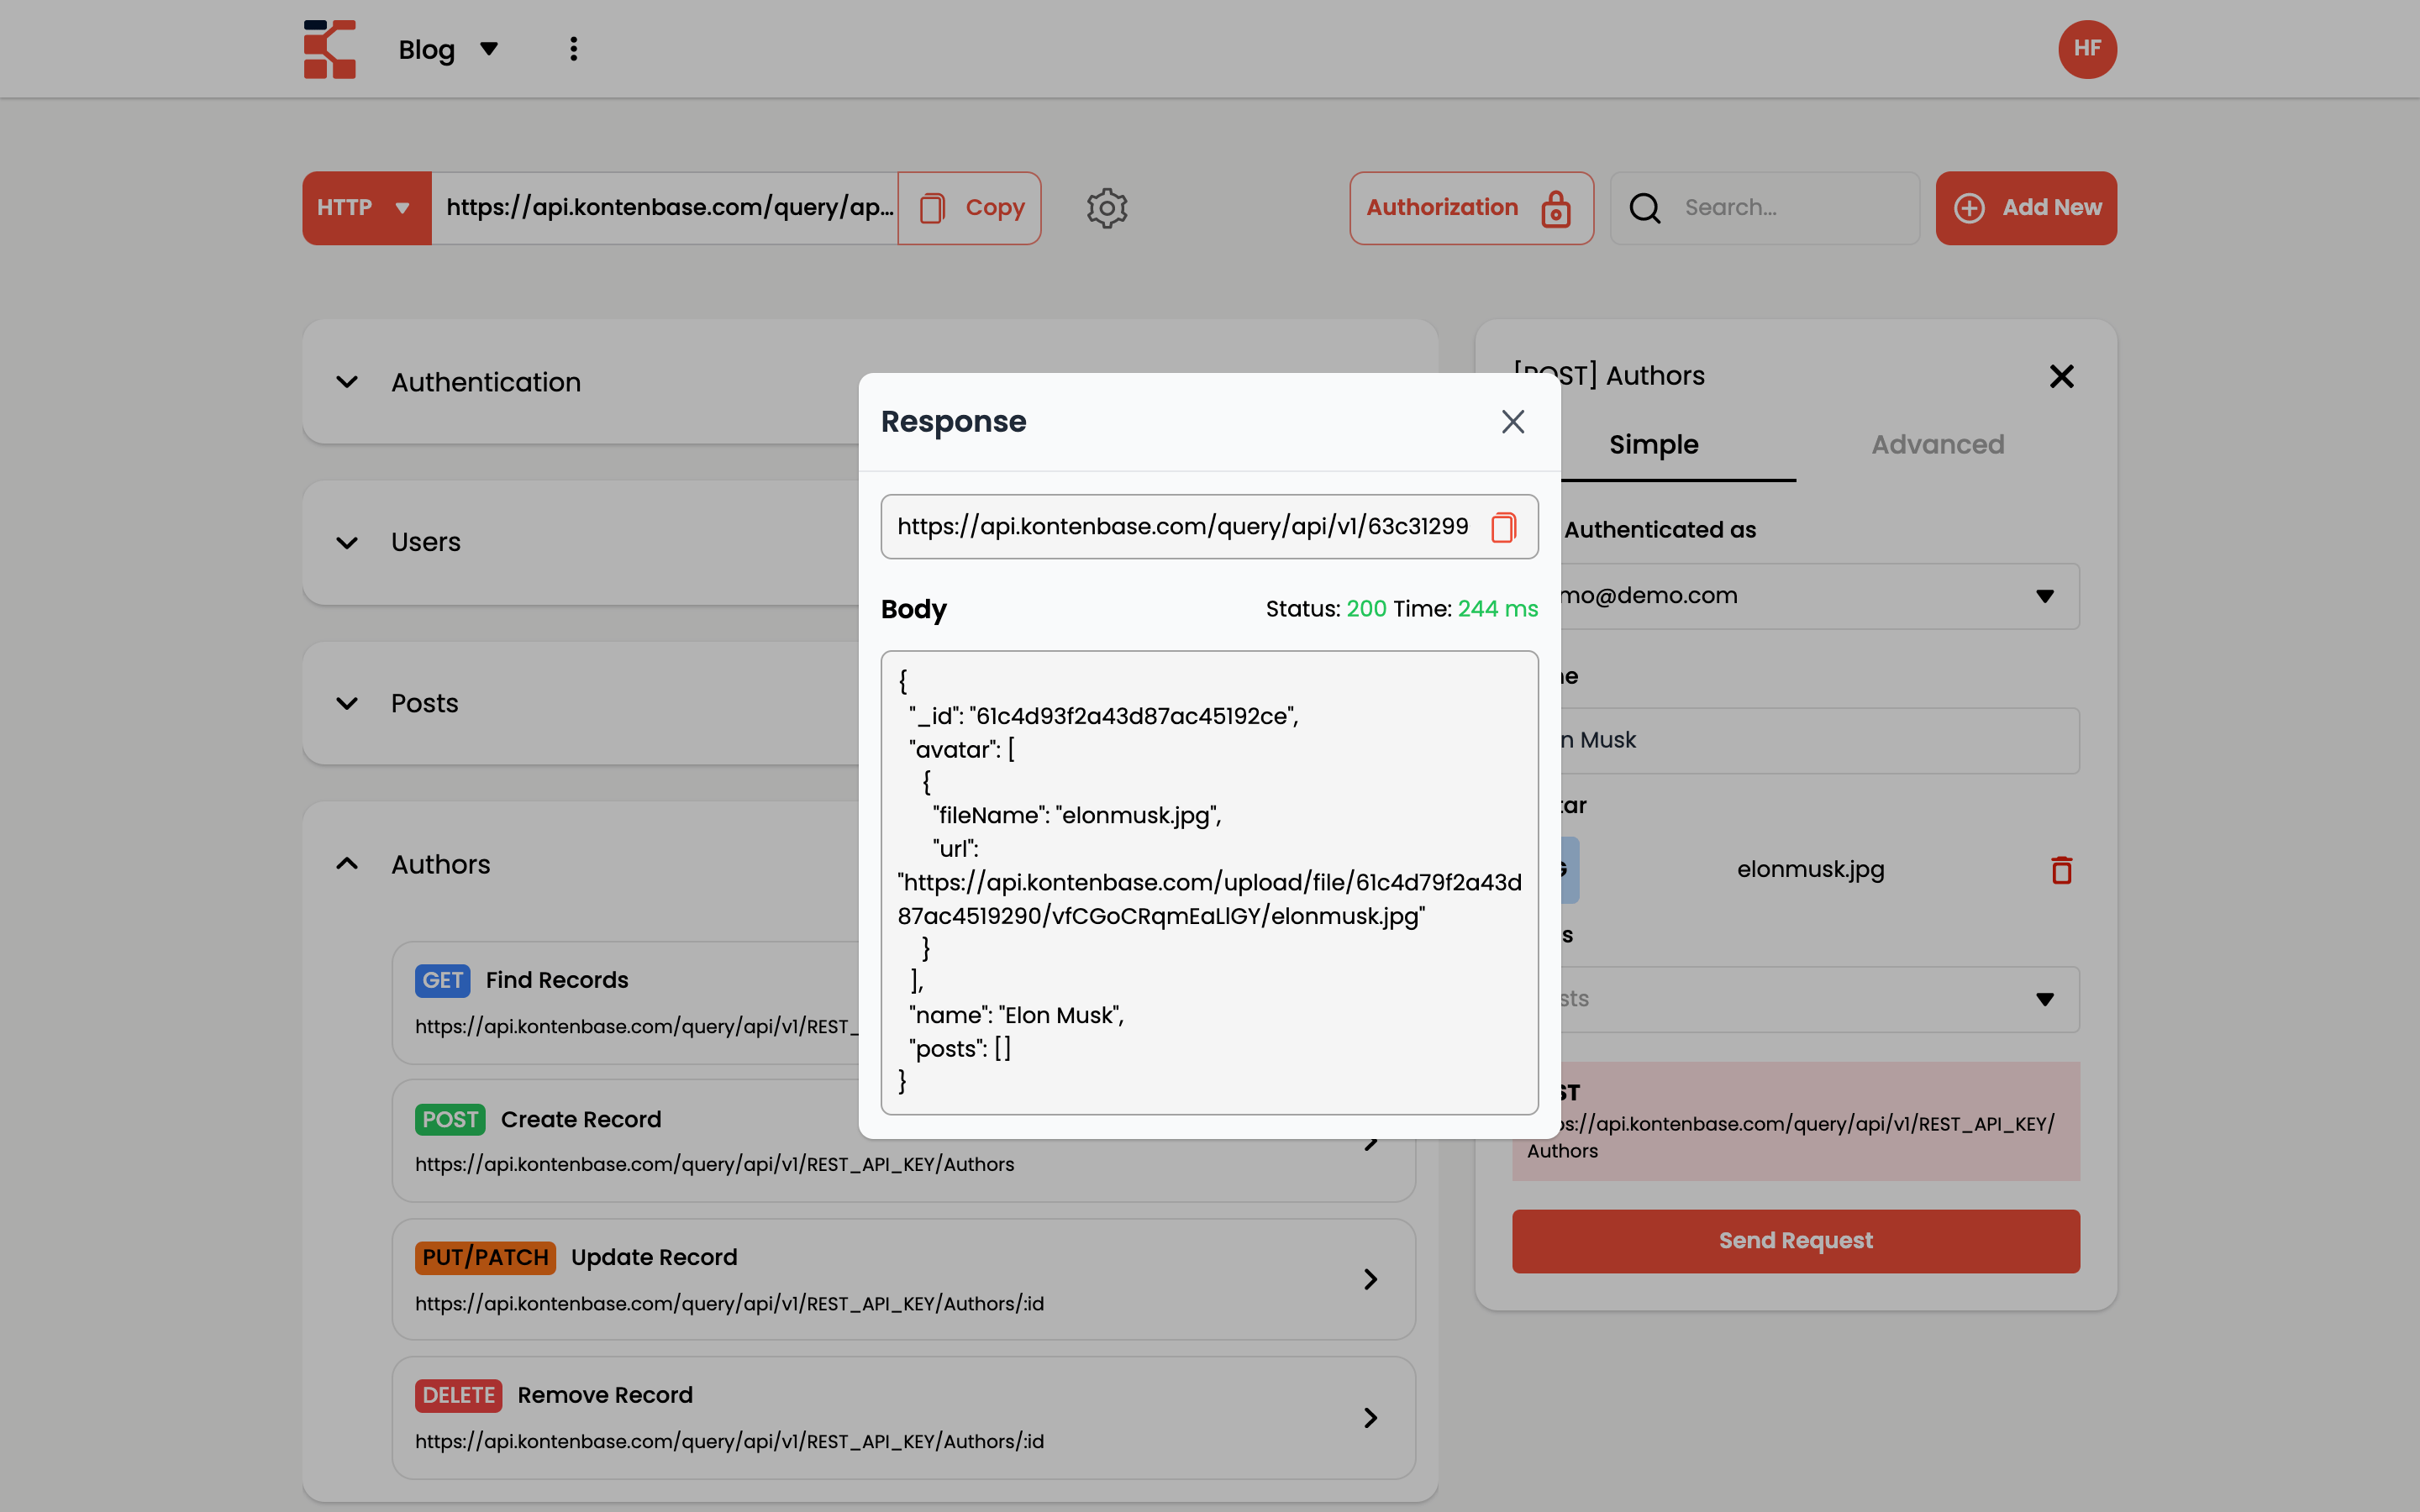 Blog
HF
HTTP
https://api.kontenbase.com/query/ap...
Copy
Authorization
Search...
Add New
Authentication
Users
Posts
Authors
GET Find Records
https://api.kontenbase.com/query/api/v1/REST_
POST Create Record
https://api.kontenbase.com/query/api/v1/REST_API_KEY/Authors
PUT/PATCH Update Record
https://api.kontenbase.com/query/api/v1/REST_API_KEY/Authors/:id
DELETE Remove Record
https://api.kontenbase.com/query/api/v1/REST_API_KEY/Authors/:id
Response
https://api.kontenbase.com/query/api/v1/63c31299
Body
Status: 200 Time: 244 ms
{
"_id": "61c4d93f2a43d87ac45192ce",
"avatar": [
{
"fileName": "elonmusk.jpg",
"url":
"https://api.kontenbase.com/upload/file/61c4d79f2a43d
87ac4519290/vfCGoCRqmEaLlGY/elonmusk.jpg"
}
],
"name": "Elon Musk",
"posts": []
}
[POST] Authors
Simple
Advanced
Authenticated as
mo@demo.com
n Musk
elonmusk.jpg
ps://api.kontenbase.com/query/api/v1/REST_API_KEY/
Authors
Send Request